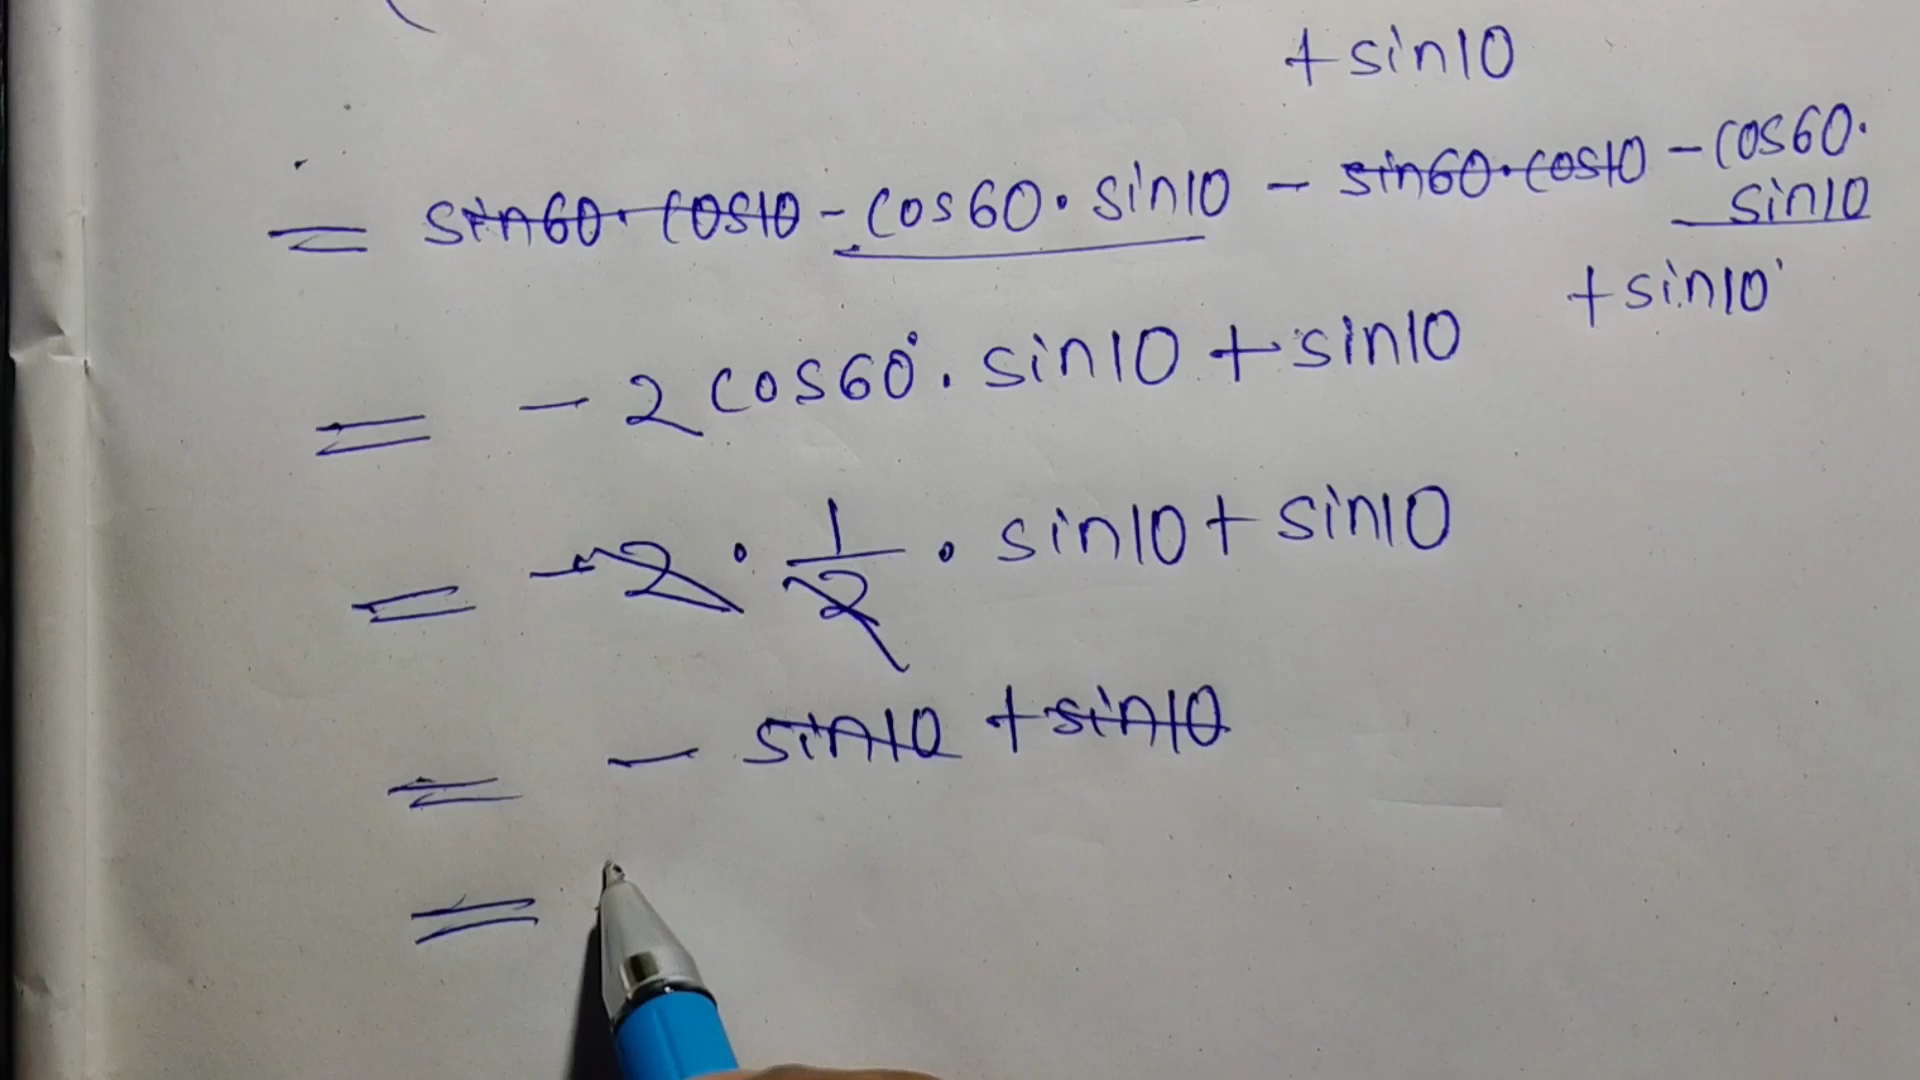 + sin10
= sin60. cos10 - cos60. sin10 - sin60. cos10 - cos60.
sin10
+ sin10°
= - 2 cos60°. sin10 + sin10
= - 2 . 1/2 . sin10 + sin10
= - sin10 + sin10
=